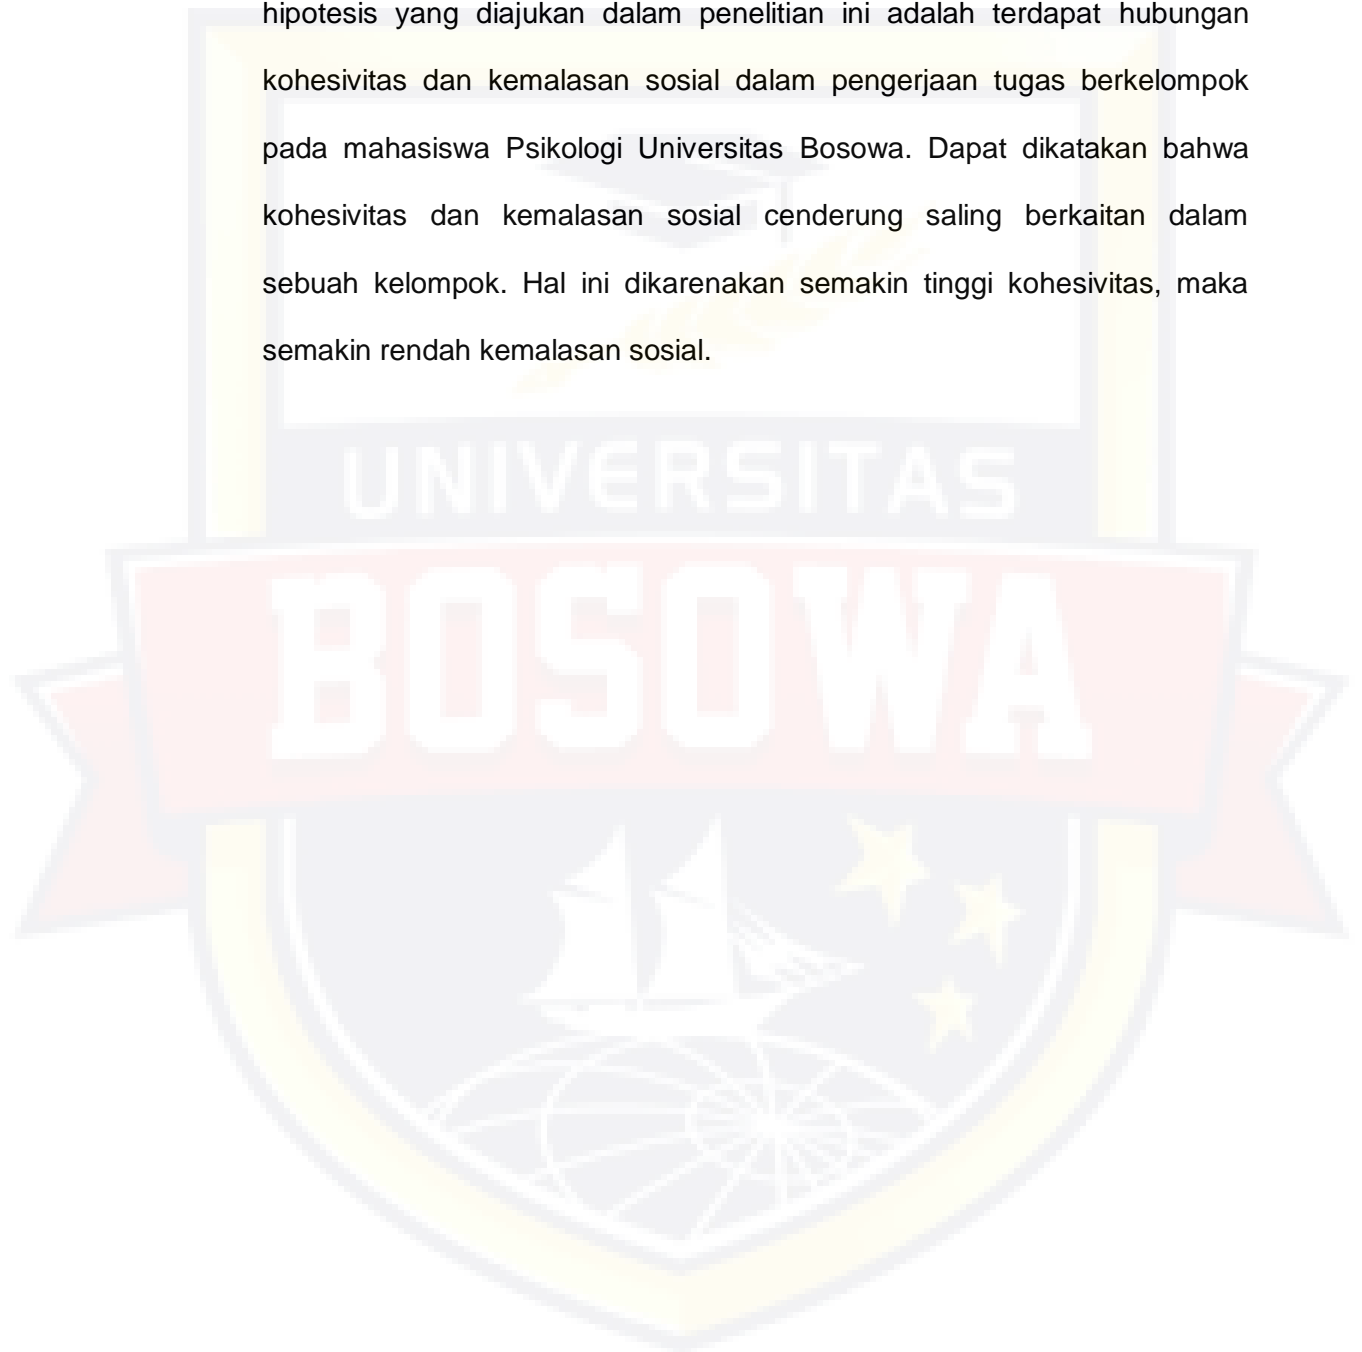 hipotesis yang diajukan dalam penelitian ini adalah terdapat hubungan
kohesivitas dan kemalasan sosial dalam pengerjaan tugas berkelompok
pada mahasiswa Psikologi Universitas Bosowa. Dapat dikatakan bahwa
kohesivitas dan kemalasan sosial cenderung saling berkaitan dalam
sebuah kelompok. Hal ini dikarenakan semakin tinggi kohesivitas, maka
semakin rendah kemalasan sosial.
UNIVERSITAS
BOSOWA